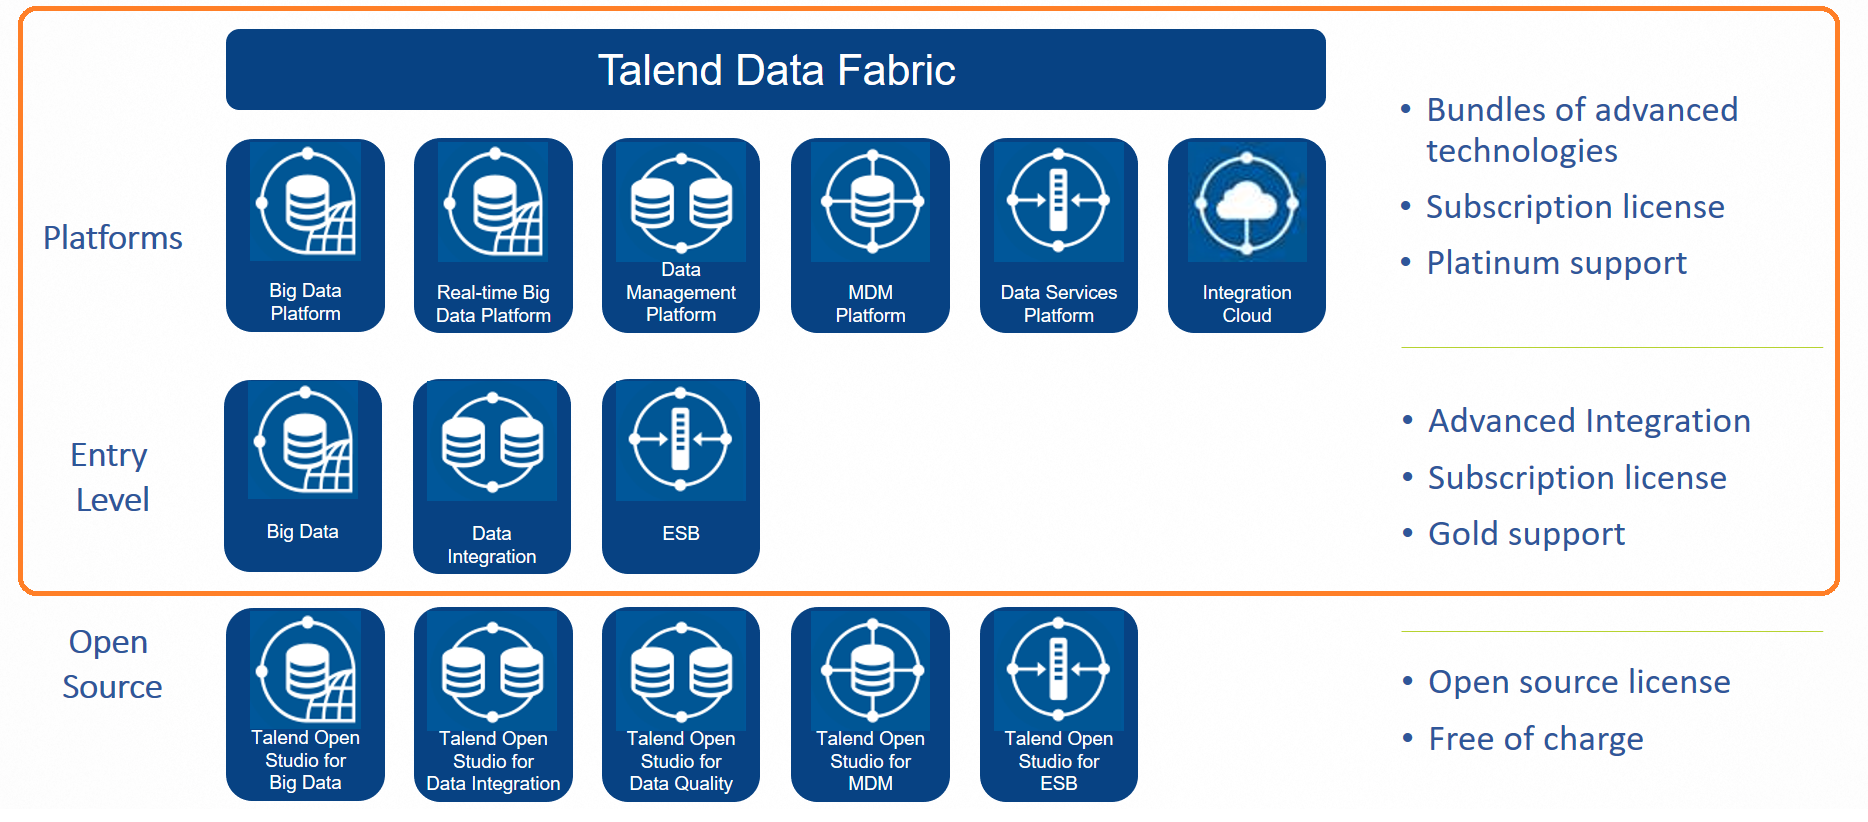 Talend Data Fabric
Platforms
Big Data
Platform
Real-time Big
Data Platform
Data
Management
Platform
MDM
Platform
Data Services
Platform
Integration
Cloud
• Bundles of advanced
technologies
• Subscription license
• Platinum support
Entry
Level
Big Data
Data
Integration
ESB
• Advanced Integration
• Subscription license
• Gold support
Open
Source
Talend Open
Studio for
Big Data
Talend Open
Studio for
Data Integration
Talend Open
Studio for
Data Quality
Talend Open
Studio for
MDM
Talend Open
Studio for
ESB
• Open source license
• Free of charge